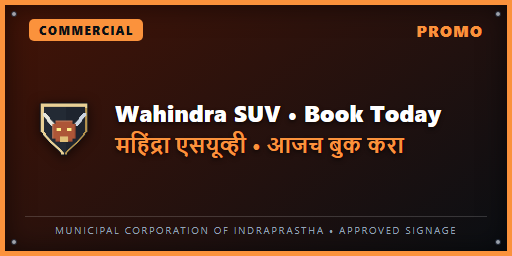 COMMERCIAL
PROMO
Wahindra SUV • Book Today
महिंद्रा एसयूव्ही • आजच बुक करा
MUNICIPAL CORPORATION OF INDRAPRASTHA • APPROVED SIGNAGE